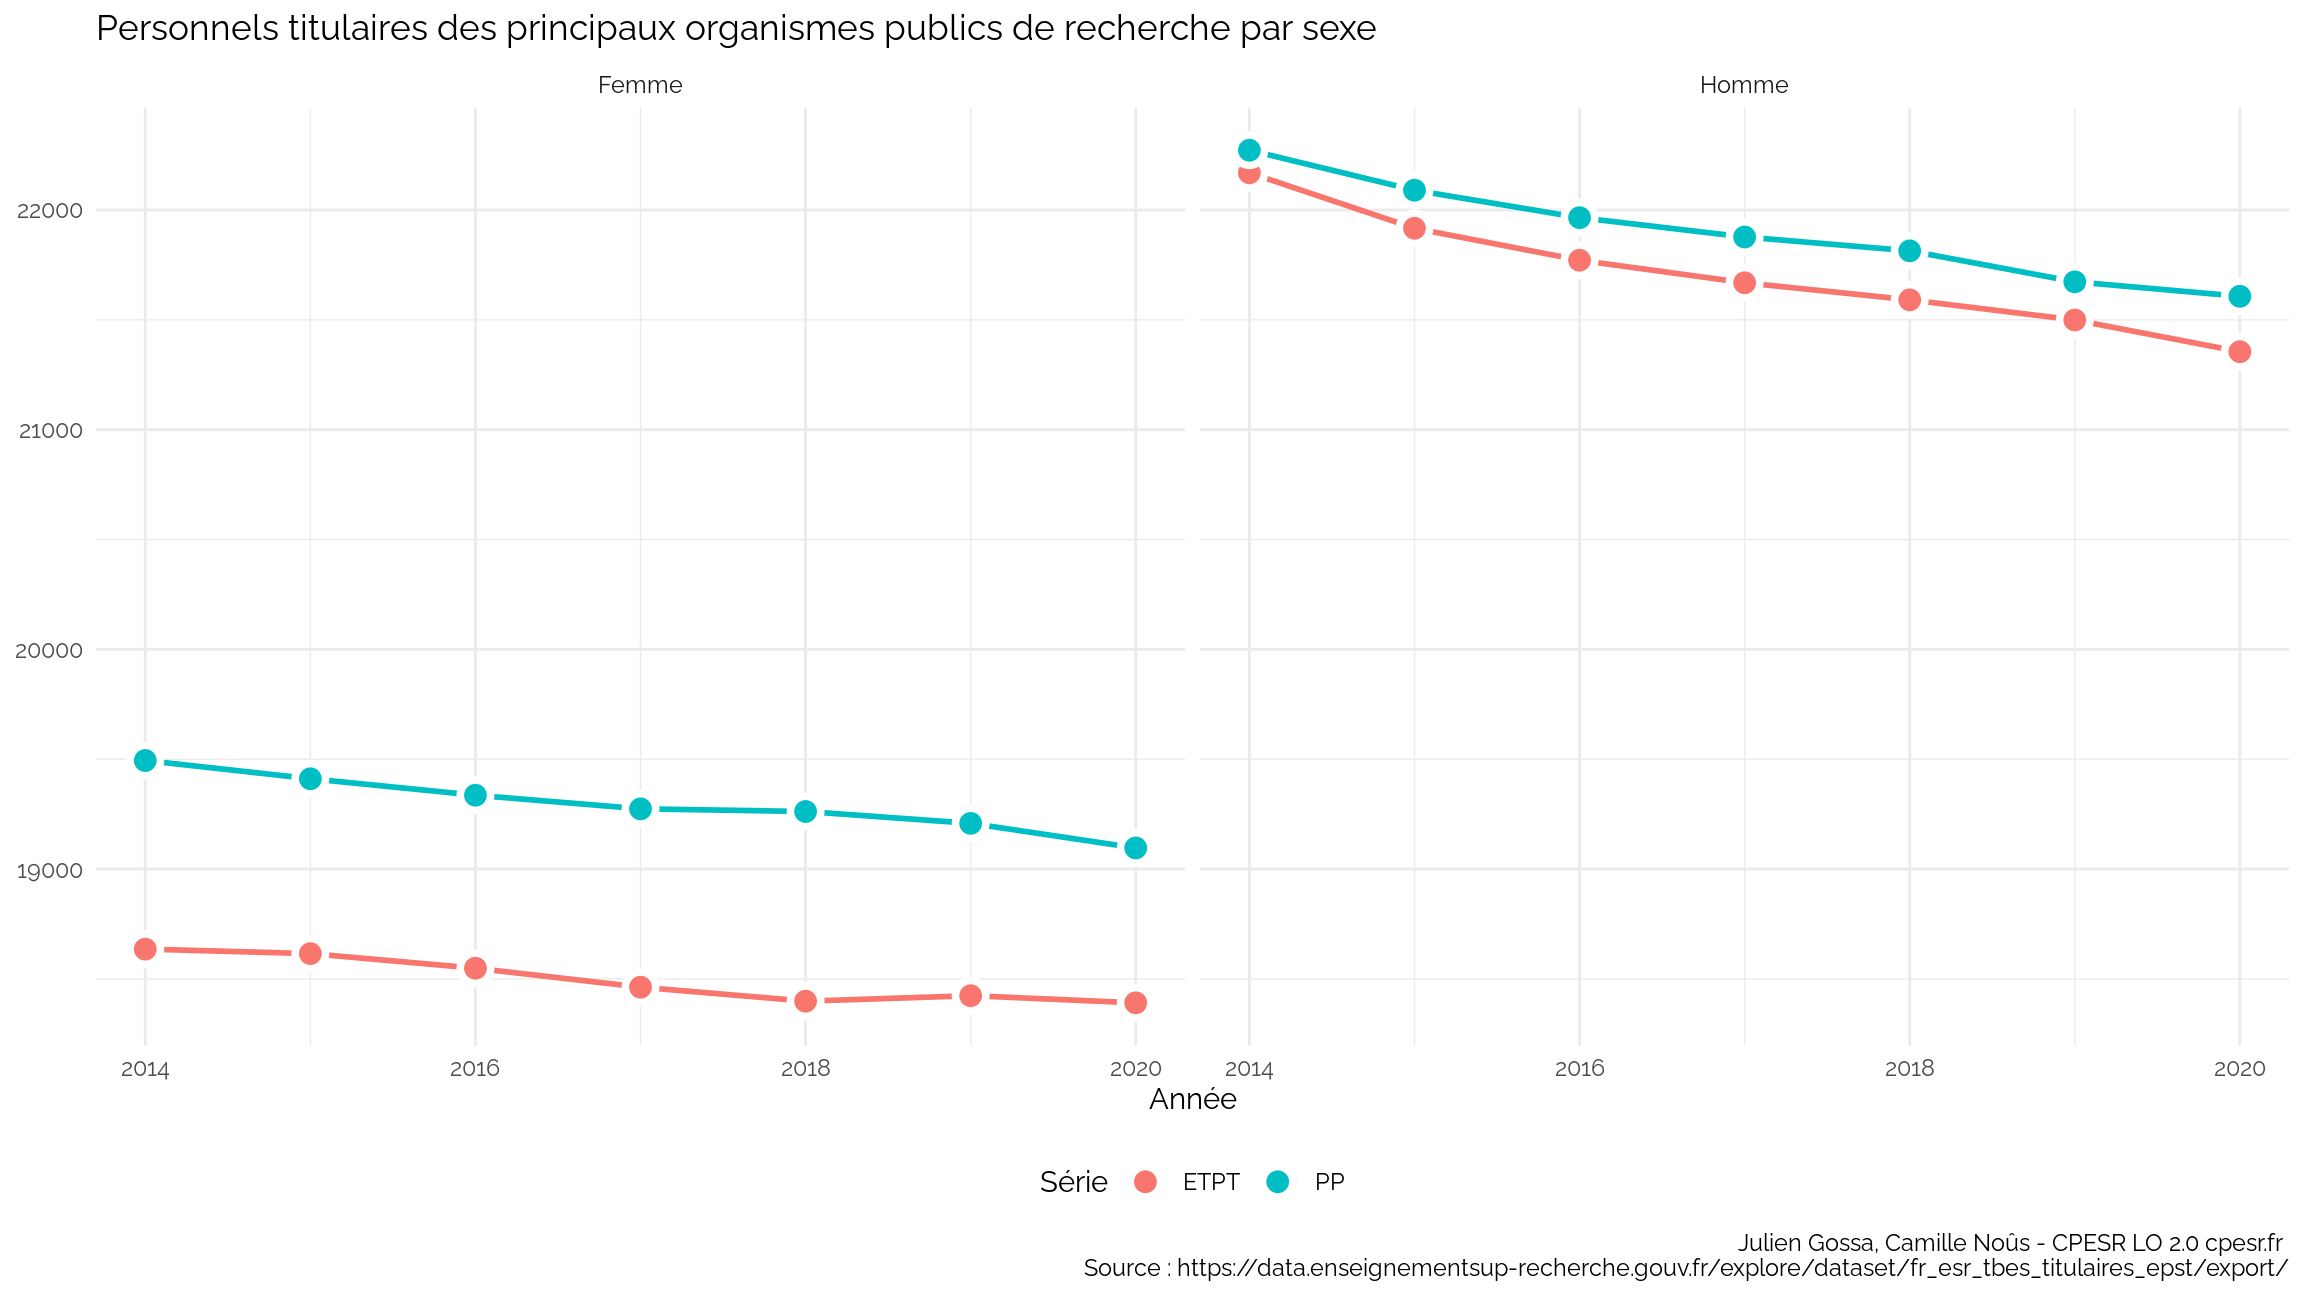 Personnels titulaires des principaux organismes publics de recherche par sexe
Femme
Homme
22000
21000
20000
19000
2014 2016 2018 2020 2014 2016 2018 2020
Année
Série ETPT PP
Julien Gossa, Camille Noûs - CPESR LO 2.0 cpesr.fr
Source : https://data.enseignementsup-recherche.gouv.fr/explore/dataset/fr_esr_tbes_titulaires_epst/export/